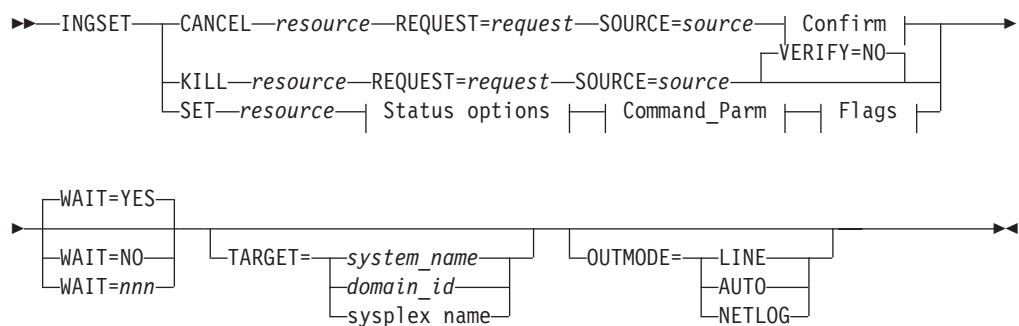 INGSET CANCEL resource REQUEST=request SOURCE=source Confirm
VERIFY=NO
KILL resource REQUEST=request SOURCE=source
SET resource Status options Command_Parm Flags
WAIT=YES
WAIT=NO TARGET= system_name OUTMODE= LINE
WAIT=nnn domain_id AUTO
sysplex name NETLOG